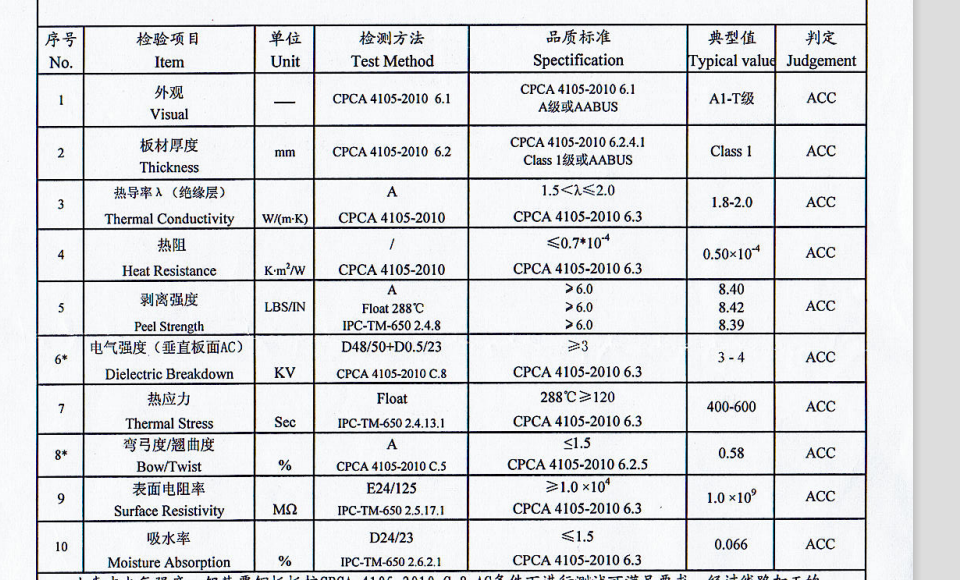 序号 检验项目 单位 检测方法 品质标准 典型值 判定
No. Item Unit Test Method Spectification Typical value Judgement
1 外观 Visual — CPCA 4105-2010 6.1 CPCA 4105-2010 6.1 A级或AABUS A1-T级 ACC
2 板材厚度 Thickness mm CPCA 4105-2010 6.2 CPCA 4105-2010 6.2.4.1 Class 1级或AABUS Class 1 ACC
3 热导率λ（绝缘层） A 1.5<λ≤2.0 1.8-2.0 ACC
Thermal Conductivity W/(m·K) CPCA 4105-2010 CPCA 4105-2010 6.3
4 热阻 / ≤0.7*10⁻⁴ 0.50×10⁻⁴ ACC
Heat Resistance K·m²/W CPCA 4105-2010 CPCA 4105-2010 6.3
5 剥离强度 LBS/IN A ≥6.0 8.40 ACC
Float 288℃ ≥6.0 8.42
Peel Strength IPC-TM-650 2.4.8 ≥6.0 8.39
6* 电气强度（垂直板面AC） D48/50+D0.5/23 ≥3 3 - 4 ACC
Dielectric Breakdown KV CPCA 4105-2010 C.8 CPCA 4105-2010 6.3
7 热应力 Float 288℃≥120 400-600 ACC
Thermal Stress Sec IPC-TM-650 2.4.13.1 CPCA 4105-2010 6.3
8* 弯弓度/翘曲度 A ≤1.5 0.58 ACC
Bow/Twist % CPCA 4105-2010 C.5 CPCA 4105-2010 6.2.5
9 表面电阻率 E24/125 ≥1.0 ×10⁴ 1.0 ×10⁹ ACC
Surface Resistivity MΩ IPC-TM-650 2.5.17.1 CPCA 4105-2010 6.3
10 吸水率 D24/23 ≤1.5 0.066 ACC
Moisture Absorption % IPC-TM-650 2.6.2.1 CPCA 4105-2010 6.3